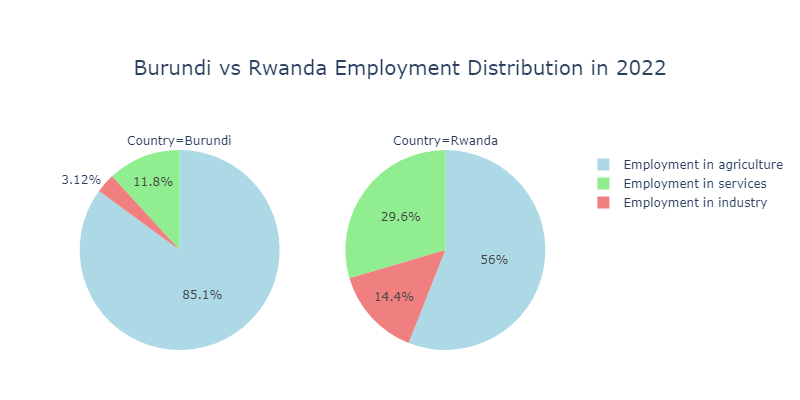 Burundi vs Rwanda Employment Distribution in 2022
Country=Burundi
Country=Rwanda
Employment in agriculture
Employment in services
Employment in industry
3.12%
11.8%
85.1%
29.6%
14.4%
56%